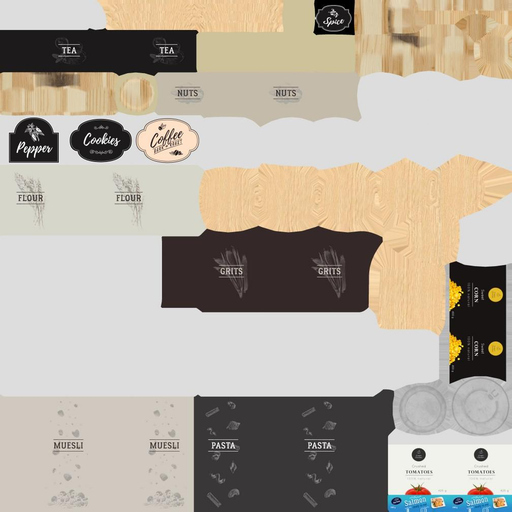 Spice
TEA
TEA
NUTS
NUTS
Pepper
Cookies
Coffee
FLOUR
FLOUR
GRITS
GRITS
CORN
CORN
MUESLI
MUESLI
PASTA
PASTA
TOMATOES
TOMATOES
Salmon
Salmon